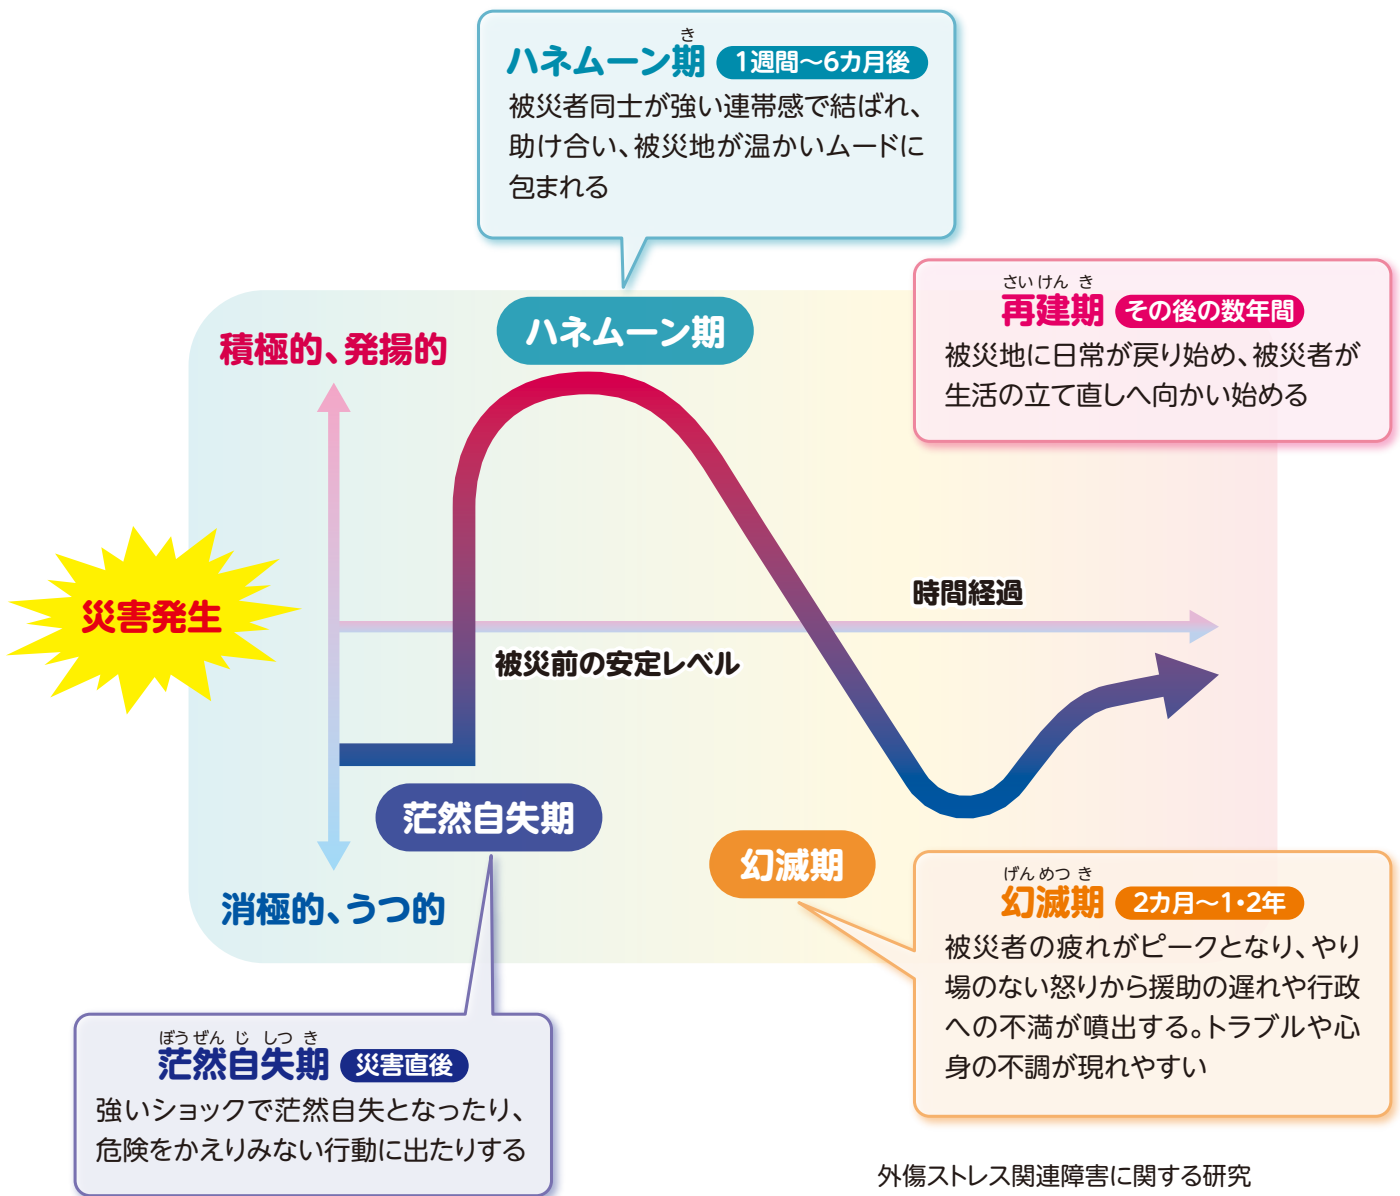 き
ハネムーン期 1週間～6カ月後
被災者同士が強い連帯感で結ばれ、
助け合い、被災地が温かいムードに
包まれる
さいけんき
再建期 その後の数年間
被災地に日常が戻り始め、被災者が
生活の立て直しへ向かい始める
ハネムーン期
積極的、発揚的
災害発生
時間経過
被災前の安定レベル
茫然自失期
幻滅期
消極的、うつ的
げんめつき
幻滅期 2カ月～1・2年
被災者の疲れがピークとなり、やり
場のない怒りから援助の遅れや行政
への不満が噴出する。トラブルや心
身の不調が現れやすい
ぼうぜんじしつき
茫然自失期 災害直後
強いショックで茫然自失となったり、
危険をかえりみない行動に出たりする
外傷ストレス関連障害に関する研究